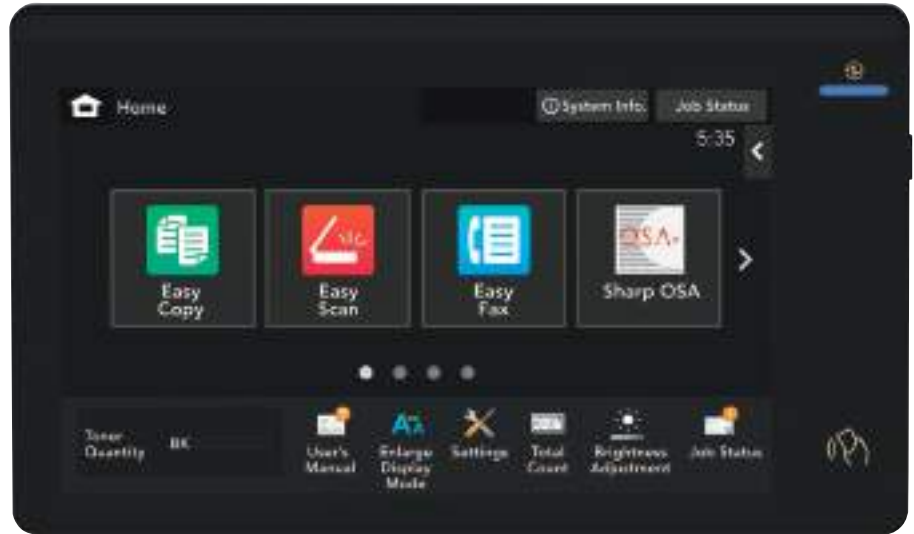 Home
System Info.
Job Status
5:35
Easy
Copy
Easy
Scan
Easy
Fax
OSA
Sharp OSA
Toner
Quantity
BK
User's
Manual
Enlarge
Display
Mode
Settings
Total
Count
Brightness
Adjustment
Job Status